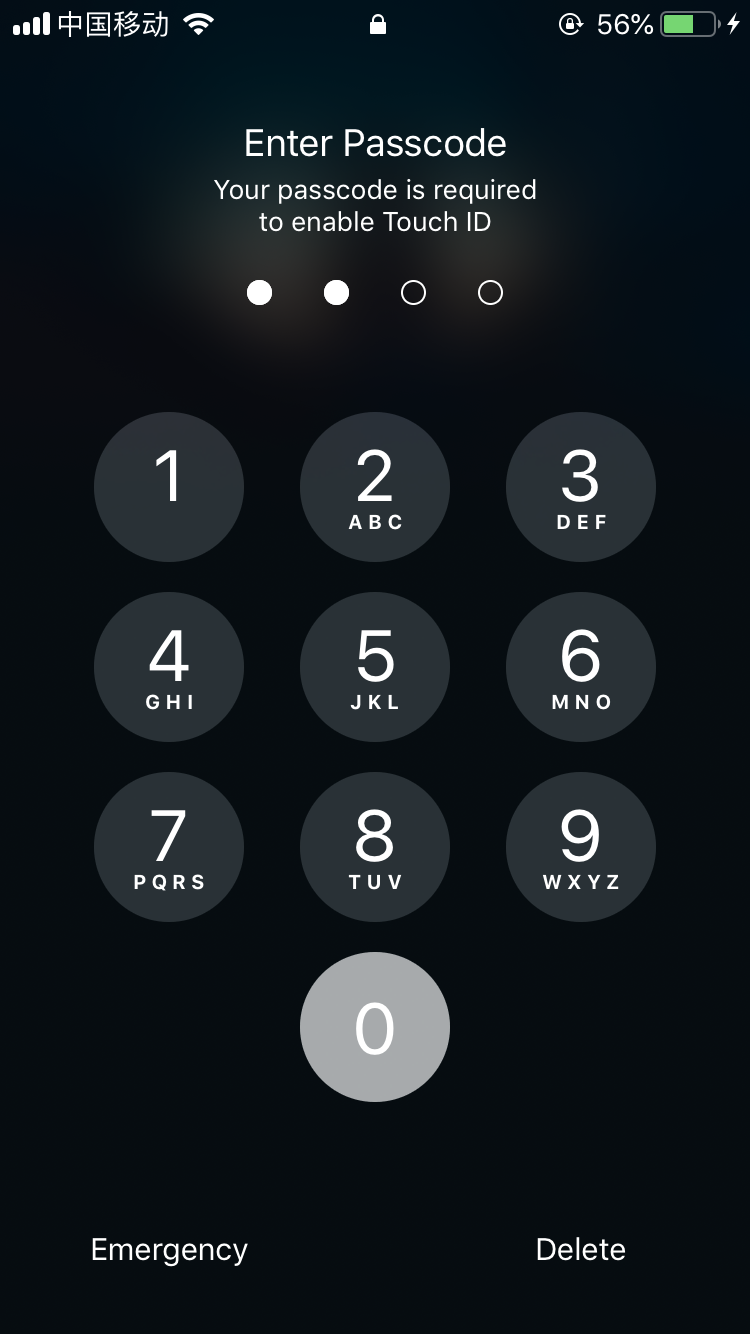 中国移动 56%
Enter Passcode
Your passcode is required
to enable Touch ID
1 2 3
ABC DEF
4 5 6
GHI JKL MNO
7 8 9
PQRS TUV WXYZ
0
Emergency Delete